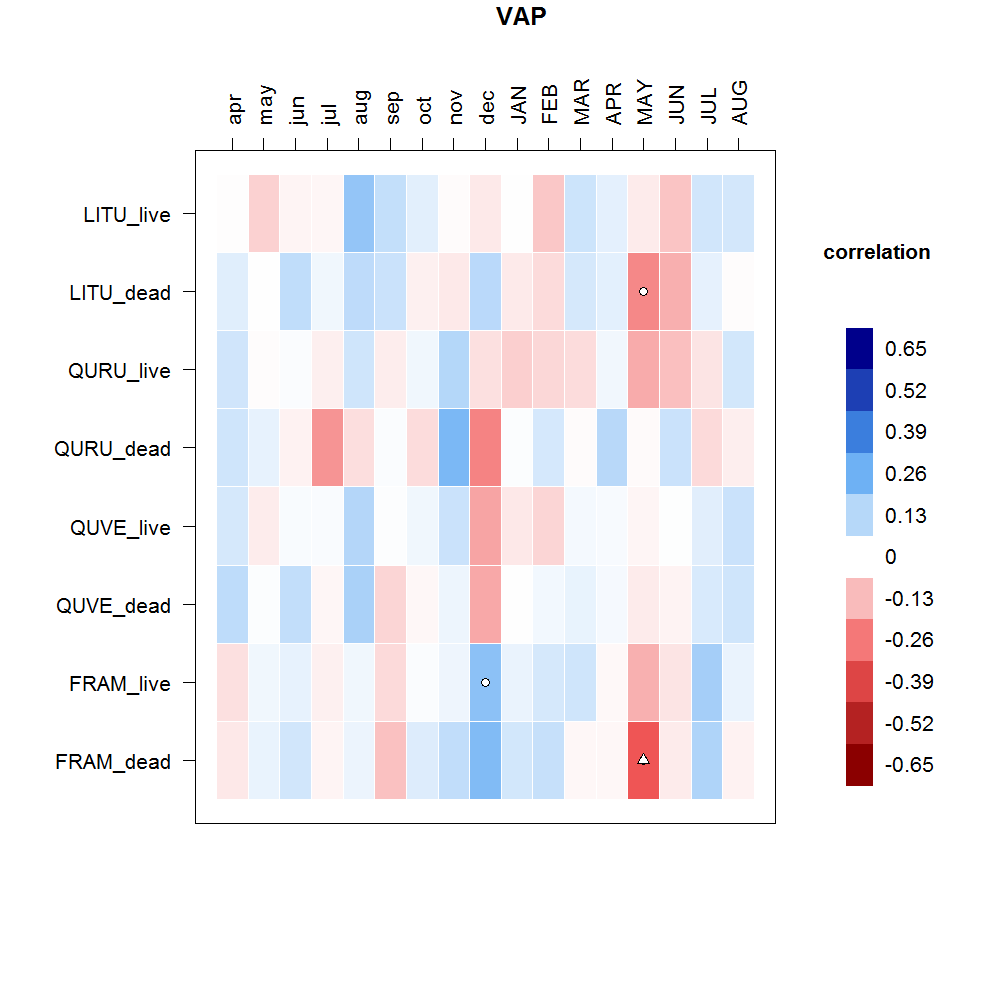 VAP
apr may jun jul aug sep oct nov dec JAN FEB MAR APR MAY JUN JUL AUG
LITU_live
LITU_dead
QURU_live
QURU_dead
QUVE_live
QUVE_dead
FRAM_live
FRAM_dead
correlation
0.65
0.52
0.39
0.26
0.13
0
-0.13
-0.26
-0.39
-0.52
-0.65